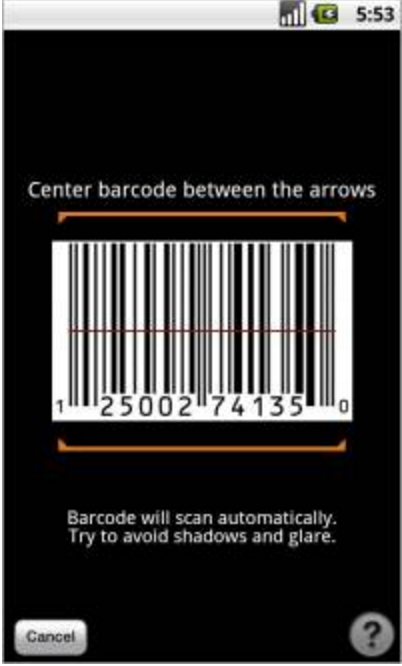 5:53
Center barcode between the arrows
1 25002 74135 0
Barcode will scan automatically.
Try to avoid shadows and glare.
Cancel
?